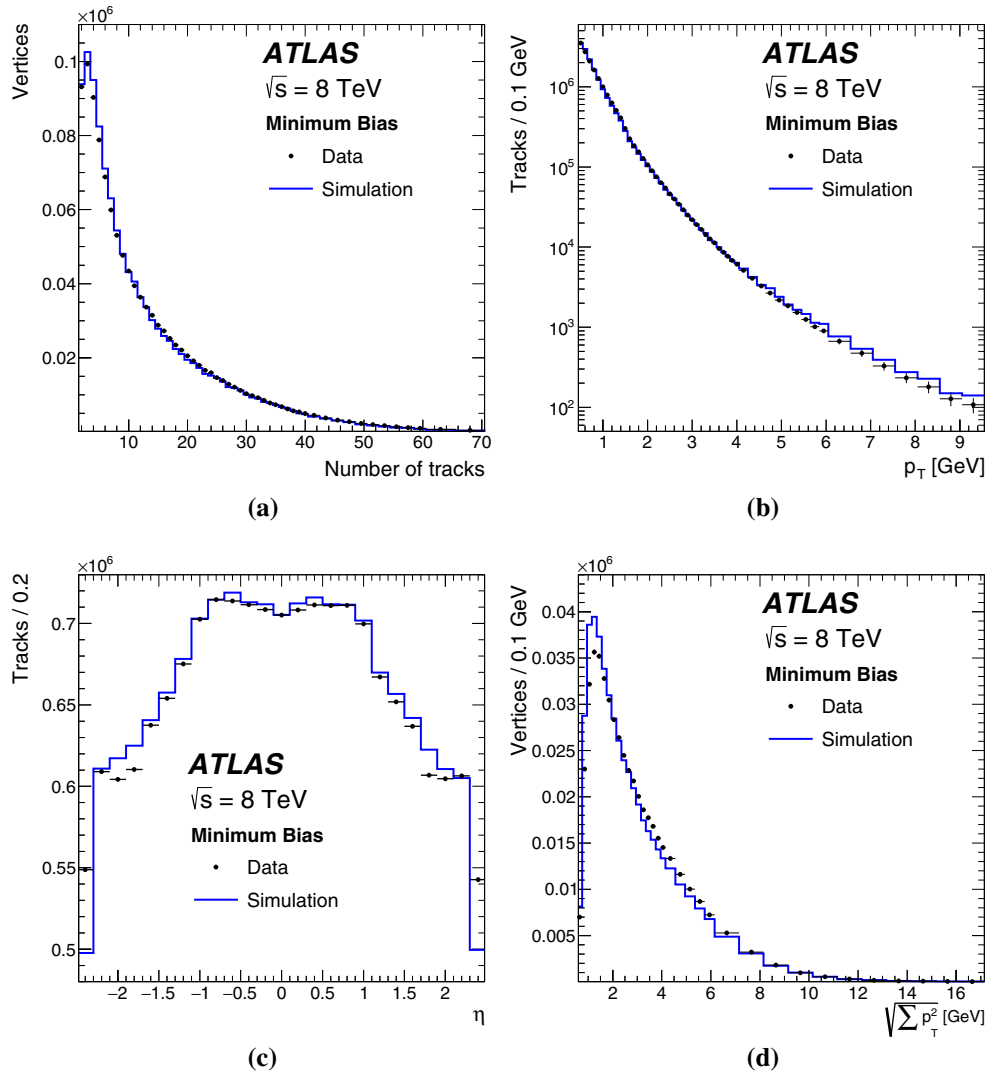 ×10⁶
Vertices
0.1
0.08
0.06
0.04
0.02
ATLAS
√s = 8 TeV
Minimum Bias
Data
Simulation
10 20 30 40 50 60 70
Number of tracks
(a)
Tracks / 0.1 GeV
10⁶
10⁵
10⁴
10³
10²
ATLAS
√s = 8 TeV
Minimum Bias
Data
Simulation
1 2 3 4 5 6 7 8 9
p_T [GeV]
(b)
×10⁶
Tracks / 0.2
0.7
0.65
0.6
0.55
0.5
ATLAS
√s = 8 TeV
Minimum Bias
Data
Simulation
−2 −1.5 −1 −0.5 0 0.5 1 1.5 2
η
(c)
×10⁶
Vertices / 0.1 GeV
0.04
0.035
0.03
0.025
0.02
0.015
0.01
0.005
ATLAS
√s = 8 TeV
Minimum Bias
Data
Simulation
2 4 6 8 10 12 14 16
√∑ p_T² [GeV]
(d)